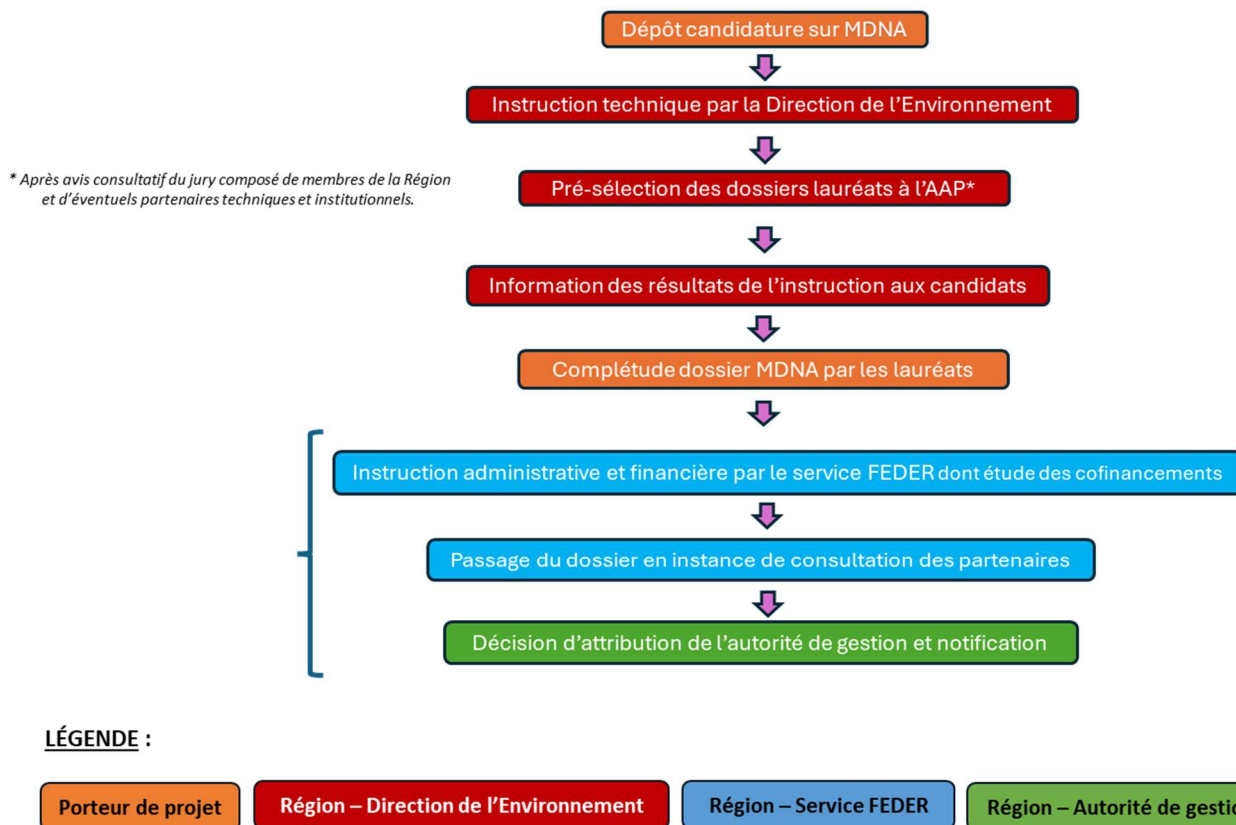 Dépôt candidature sur MDNA
Instruction technique par la Direction de l’Environnement
* Après avis consultatif du jury composé de membres de la Région
et d’éventuels partenaires techniques et institutionnels.
Pré-sélection des dossiers lauréats à l’AAP*
Information des résultats de l’instruction aux candidats
Complétude dossier MDNA par les lauréats
Instruction administrative et financière par le service FEDER dont étude des cofinancements
Passage du dossier en instance de consultation des partenaires
Décision d’attribution de l’autorité de gestion et notification
LÉGENDE :
Porteur de projet
Région – Direction de l’Environnement
Région – Service FEDER
Région – Autorité de